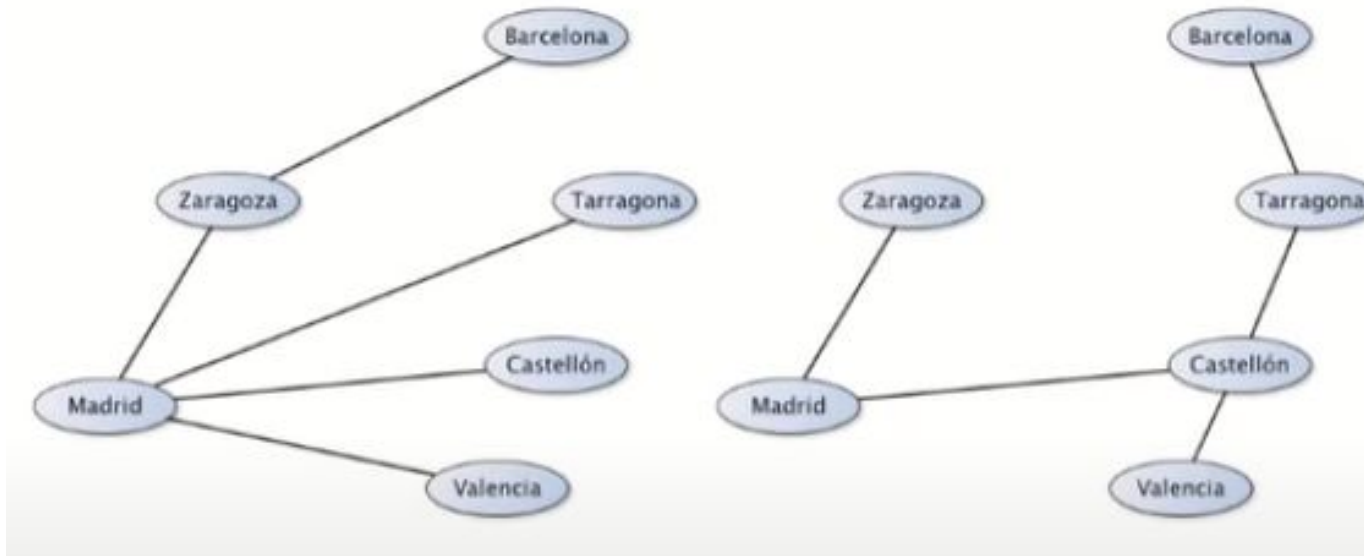 Barcelona
Barcelona
Zaragoza
Tarragona
Zaragoza
Tarragona
Castellón
Castellón
Madrid
Madrid
Valencia
Valencia